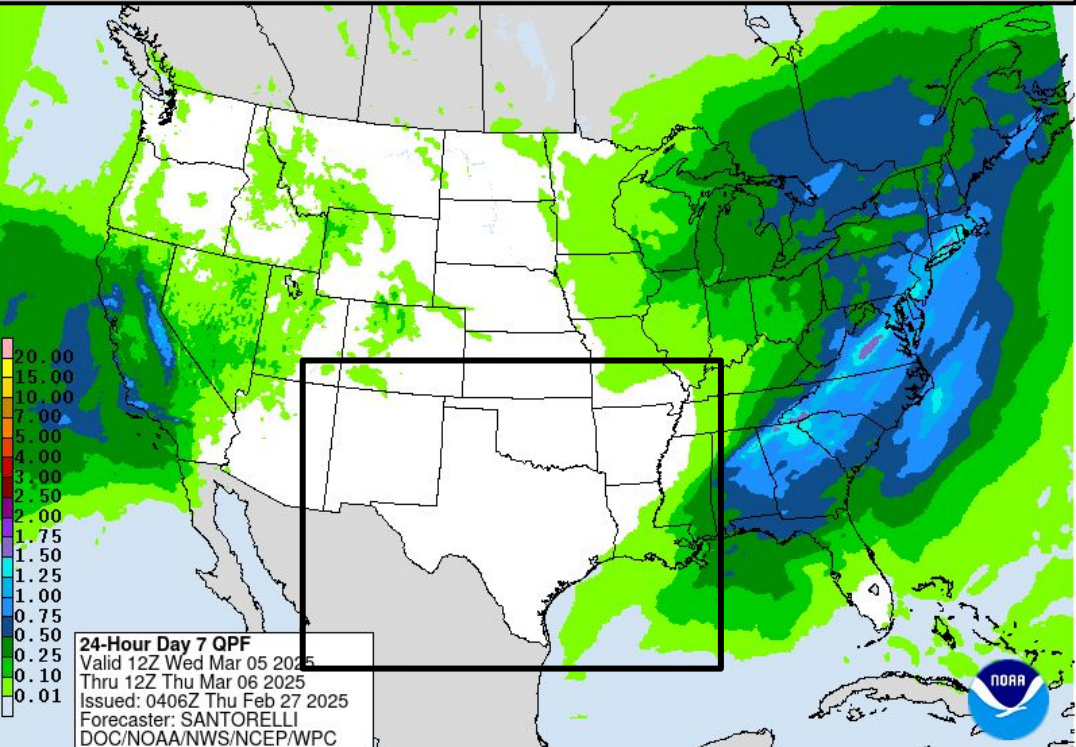 20.00
15.00
10.00
7.00
5.00
4.00
3.00
2.50
2.00
1.75
1.50
1.25
1.00
0.75
0.50
0.25
0.10
0.01
24-Hour Day 7 QPF
Valid 12Z Wed Mar 05 2025
Thru 12Z Thu Mar 06 2025
Issued: 0406Z Thu Feb 27 2025
Forecaster: SANTORELLI
DOC/NOAA/NWS/NCEP/WPC
NOAA